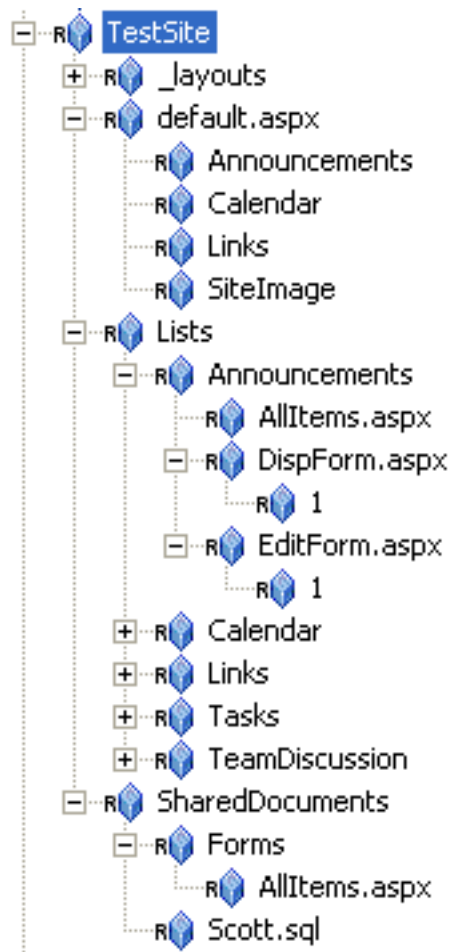 R TestSite
R _layouts
R default.aspx
R Announcements
R Calendar
R Links
R SiteImage
R Lists
R Announcements
R AllItems.aspx
R DispForm.aspx
R 1
R EditForm.aspx
R 1
R Calendar
R Links
R Tasks
R TeamDiscussion
R SharedDocuments
R Forms
R AllItems.aspx
R Scott.sql